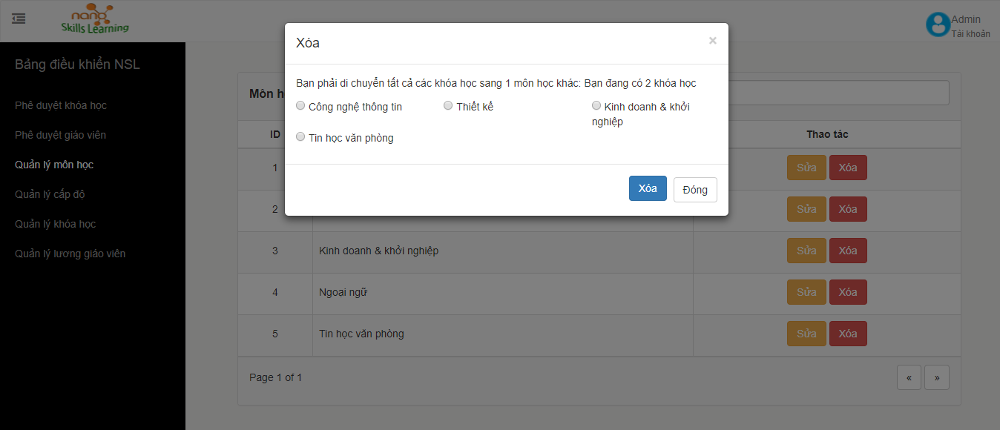 nano
Skills Learning
Admin
Tài khoản
Bảng điều khiển NSL
Phê duyệt khóa học
Phê duyệt giáo viên
Quản lý môn học
Quản lý cấp độ
Quản lý khóa học
Quản lý lương giáo viên
Xóa
×
Bạn phải di chuyển tất cả các khóa học sang 1 môn học khác: Bạn đang có 2 khóa học
Công nghệ thông tin
Thiết kế
Kinh doanh & khởi
nghiệp
Tin học văn phòng
Xóa
Đóng
Môn h
ID
Thao tác
1
Sửa
Xóa
2
Sửa
Xóa
3
Kinh doanh & khởi nghiệp
Sửa
Xóa
4
Ngoại ngữ
Sửa
Xóa
5
Tin học văn phòng
Sửa
Xóa
Page 1 of 1
«
»